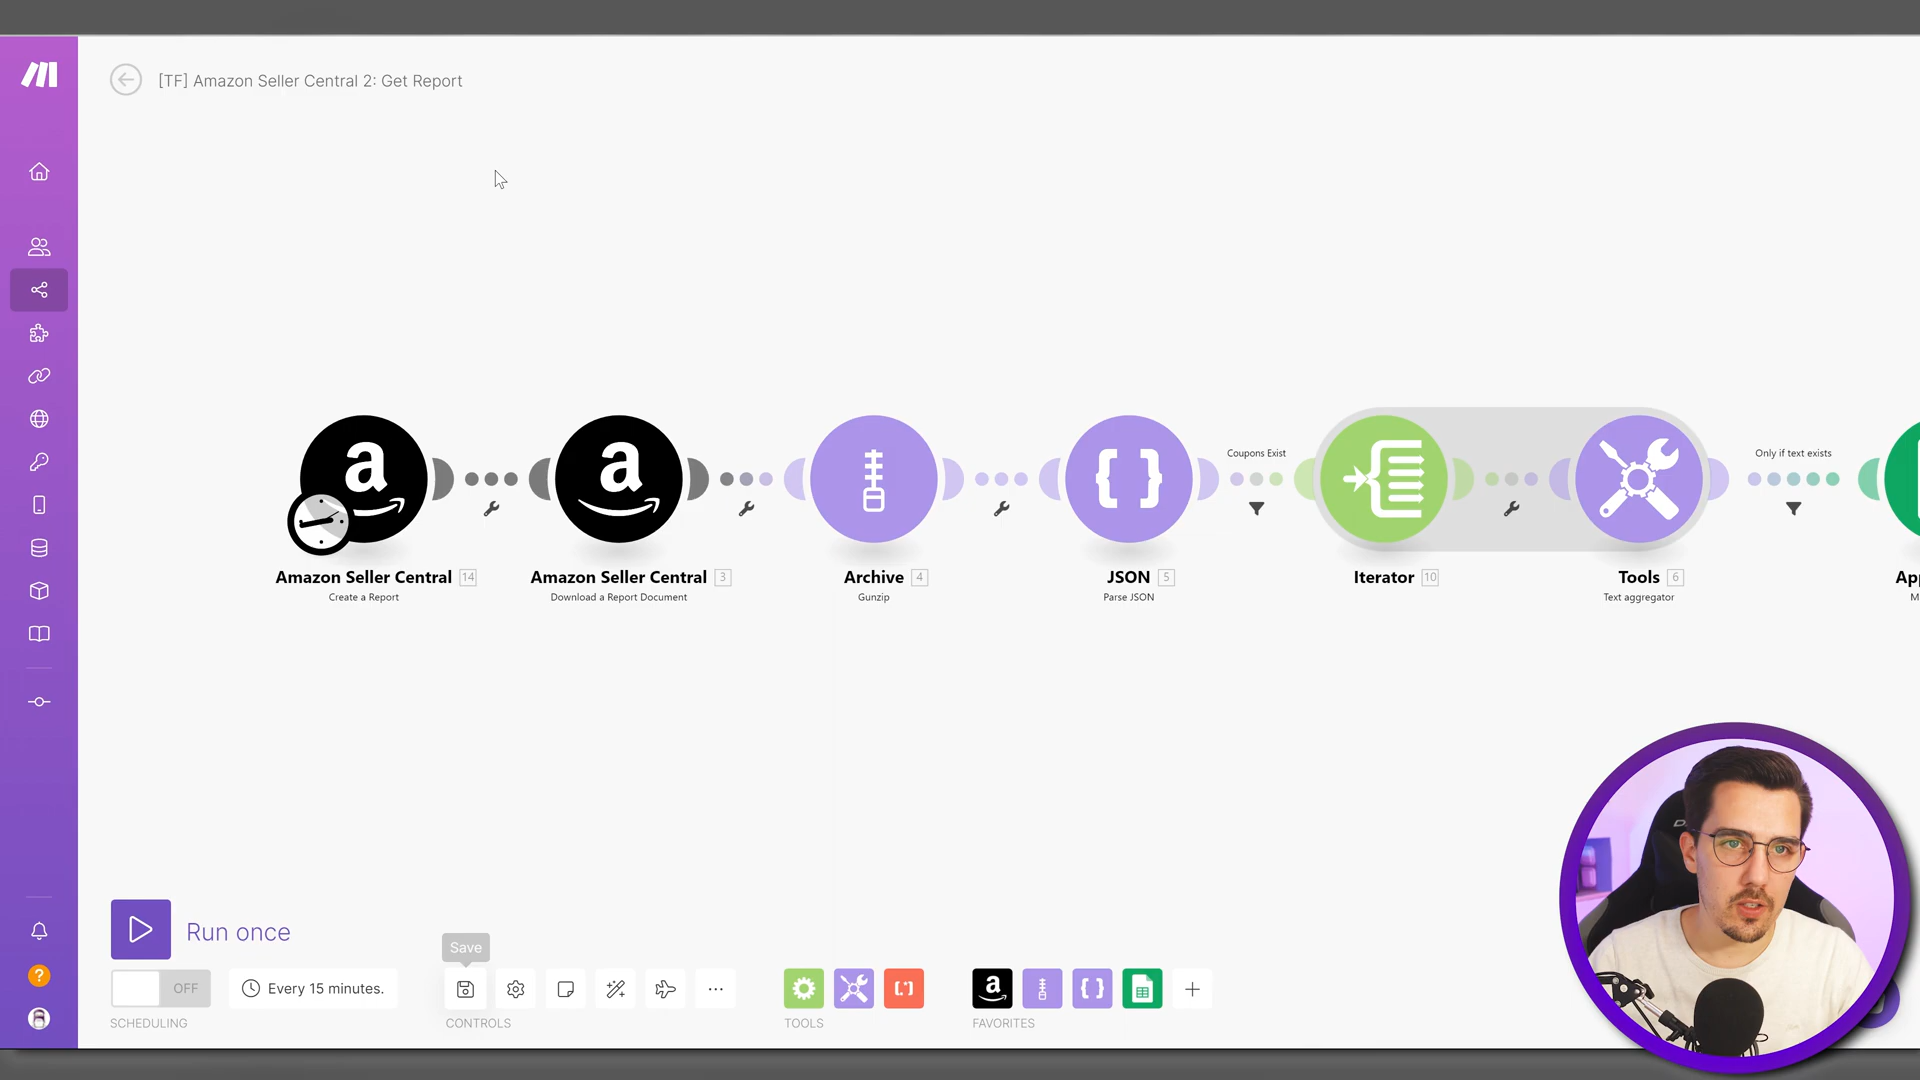 [TF] Amazon Seller Central 2: Get Report
Coupons Exist
Only if text exists
Amazon Seller Central 14
Create a Report
Amazon Seller Central 3
Download a Report Document
Archive 4
Gunzip
JSON 5
Parse JSON
Iterator 10
Tools 6
Text aggregator
Run once
Save
OFF
Every 15 minutes.
SCHEDULING
CONTROLS
TOOLS
FAVORITES